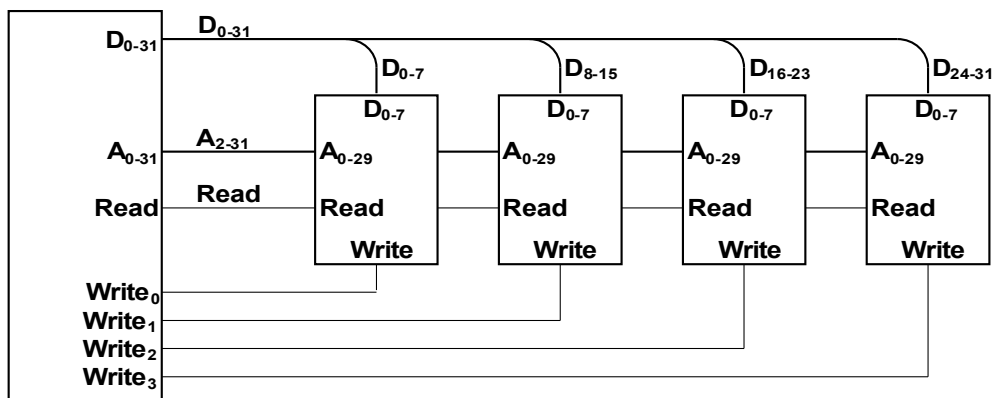 D0-31 D0-31
D0-7 D8-15 D16-23 D24-31
D0-7 D0-7 D0-7 D0-7
A0-31 A2-31 A0-29 A0-29 A0-29 A0-29
Read Read Read Read Read Read
Write Write Write Write
Write0
Write1
Write2
Write3